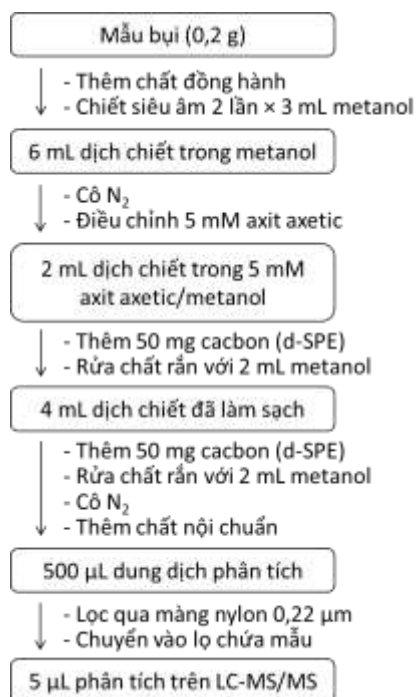 Mẫu bụi (0,2 g)
- Thêm chất đồng hành
- Chiết siêu âm 2 lần × 3 mL metanol
6 mL dịch chiết trong metanol
- Cô N₂
- Điều chỉnh 5 mM axit axetic
2 mL dịch chiết trong 5 mM
axit axetic/metanol
- Thêm 50 mg cacbon (d-SPE)
- Rửa chất rắn với 2 mL metanol
4 mL dịch chiết đã làm sạch
- Thêm 50 mg cacbon (d-SPE)
- Rửa chất rắn với 2 mL metanol
- Cô N₂
- Thêm chất nội chuẩn
500 µL dung dịch phân tích
- Lọc qua màng nylon 0,22 µm
- Chuyển vào lọ chứa mẫu
5 µL phân tích trên LC-MS/MS